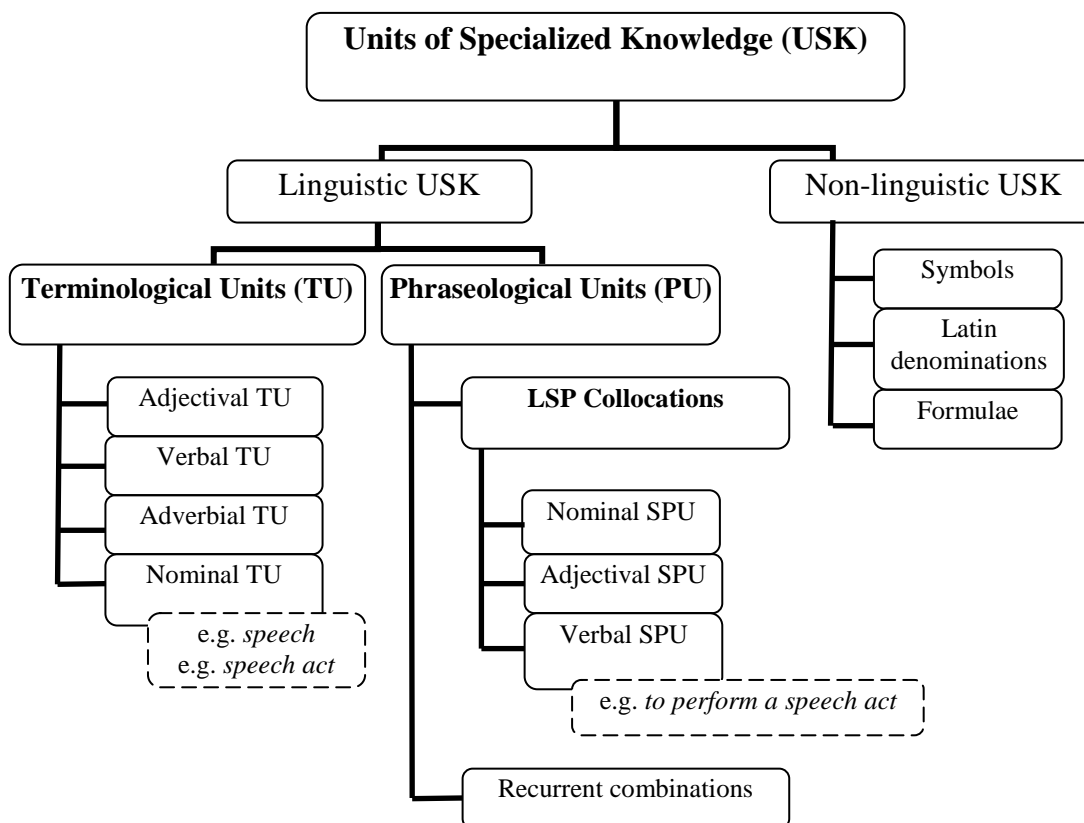 Units of Specialized Knowledge (USK)
Linguistic USK
Non-linguistic USK
Terminological Units (TU)
Phraseological Units (PU)
Symbols
Latin
denominations
Formulae
Adjectival TU
Verbal TU
Adverbial TU
Nominal TU
e.g. speech
e.g. speech act
LSP Collocations
Nominal SPU
Adjectival SPU
Verbal SPU
e.g. to perform a speech act
Recurrent combinations